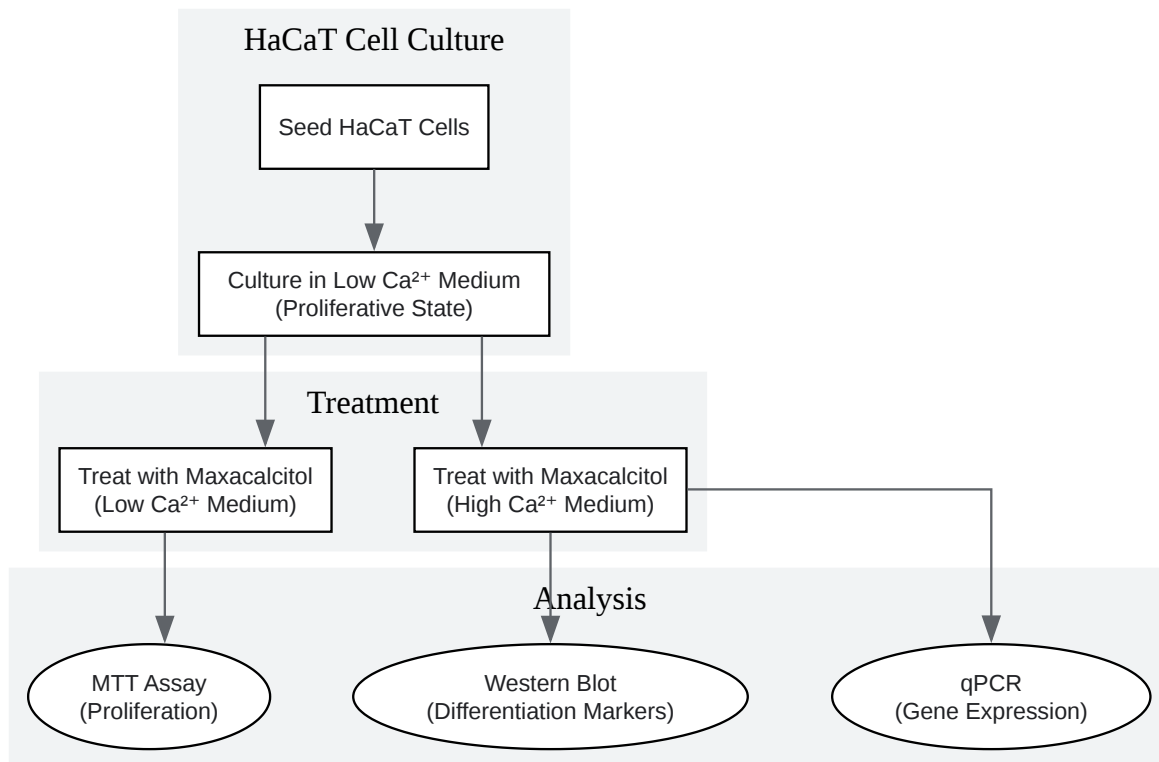 HaCaT Cell Culture
Seed HaCaT Cells
Culture in Low Ca²⁺ Medium
(Proliferative State)
Treatment
Treat with Maxacalcitol
(Low Ca²⁺ Medium)
Treat with Maxacalcitol
(High Ca²⁺ Medium)
Analysis
MTT Assay
(Proliferation)
Western Blot
(Differentiation Markers)
qPCR
(Gene Expression)